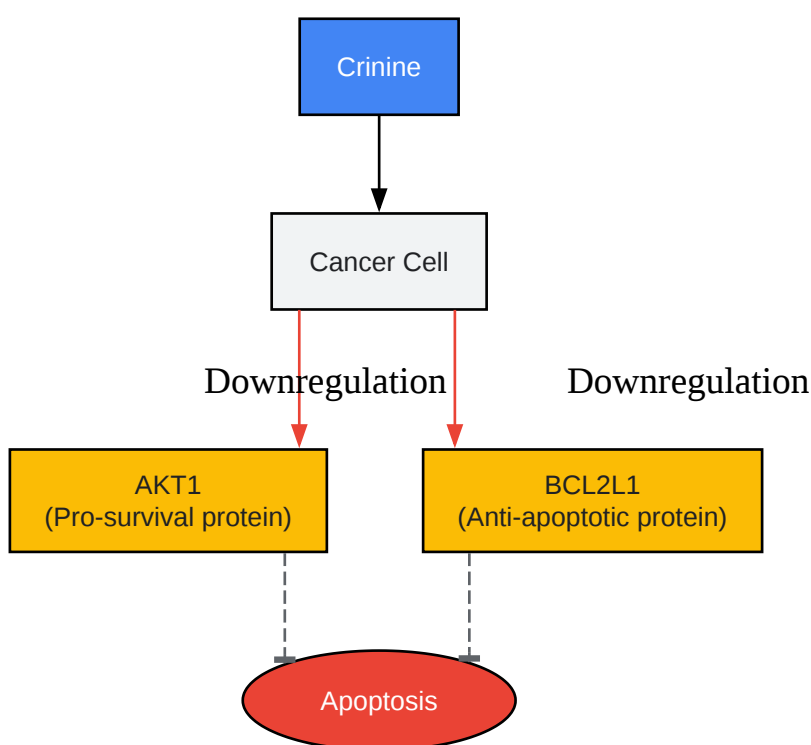 Crinine
Cancer Cell
Downregulation
Downregulation
AKT1
(Pro-survival protein)
BCL2L1
(Anti-apoptotic protein)
Apoptosis